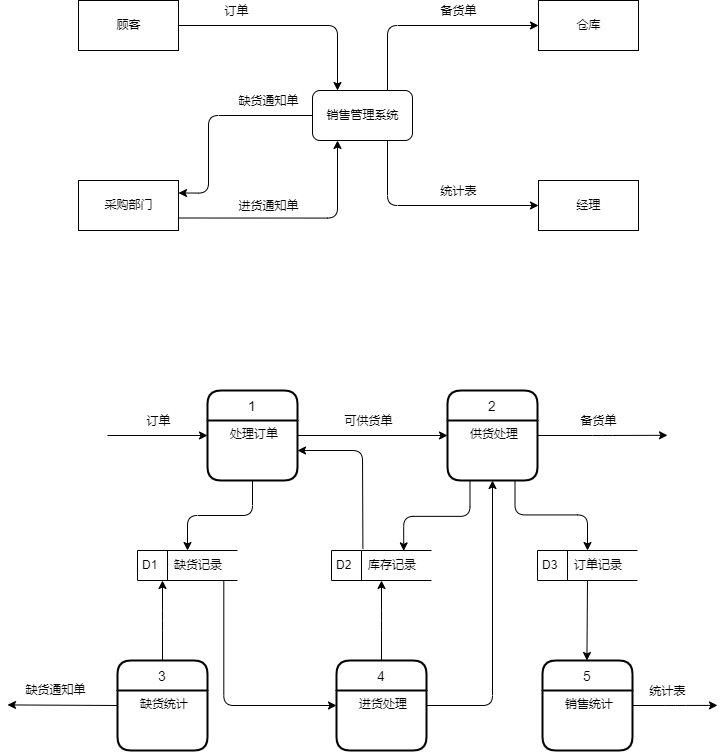 订单
备货单
顾客
仓库
缺货通知单
销售管理系统
采购部门
进货通知单
统计表
经理
1
2
订单
处理订单
可供货单
供货处理
备货单
D1
缺货记录
D2
库存记录
D3
订单记录
3
4
5
缺货通知单
缺货统计
进货处理
销售统计
统计表